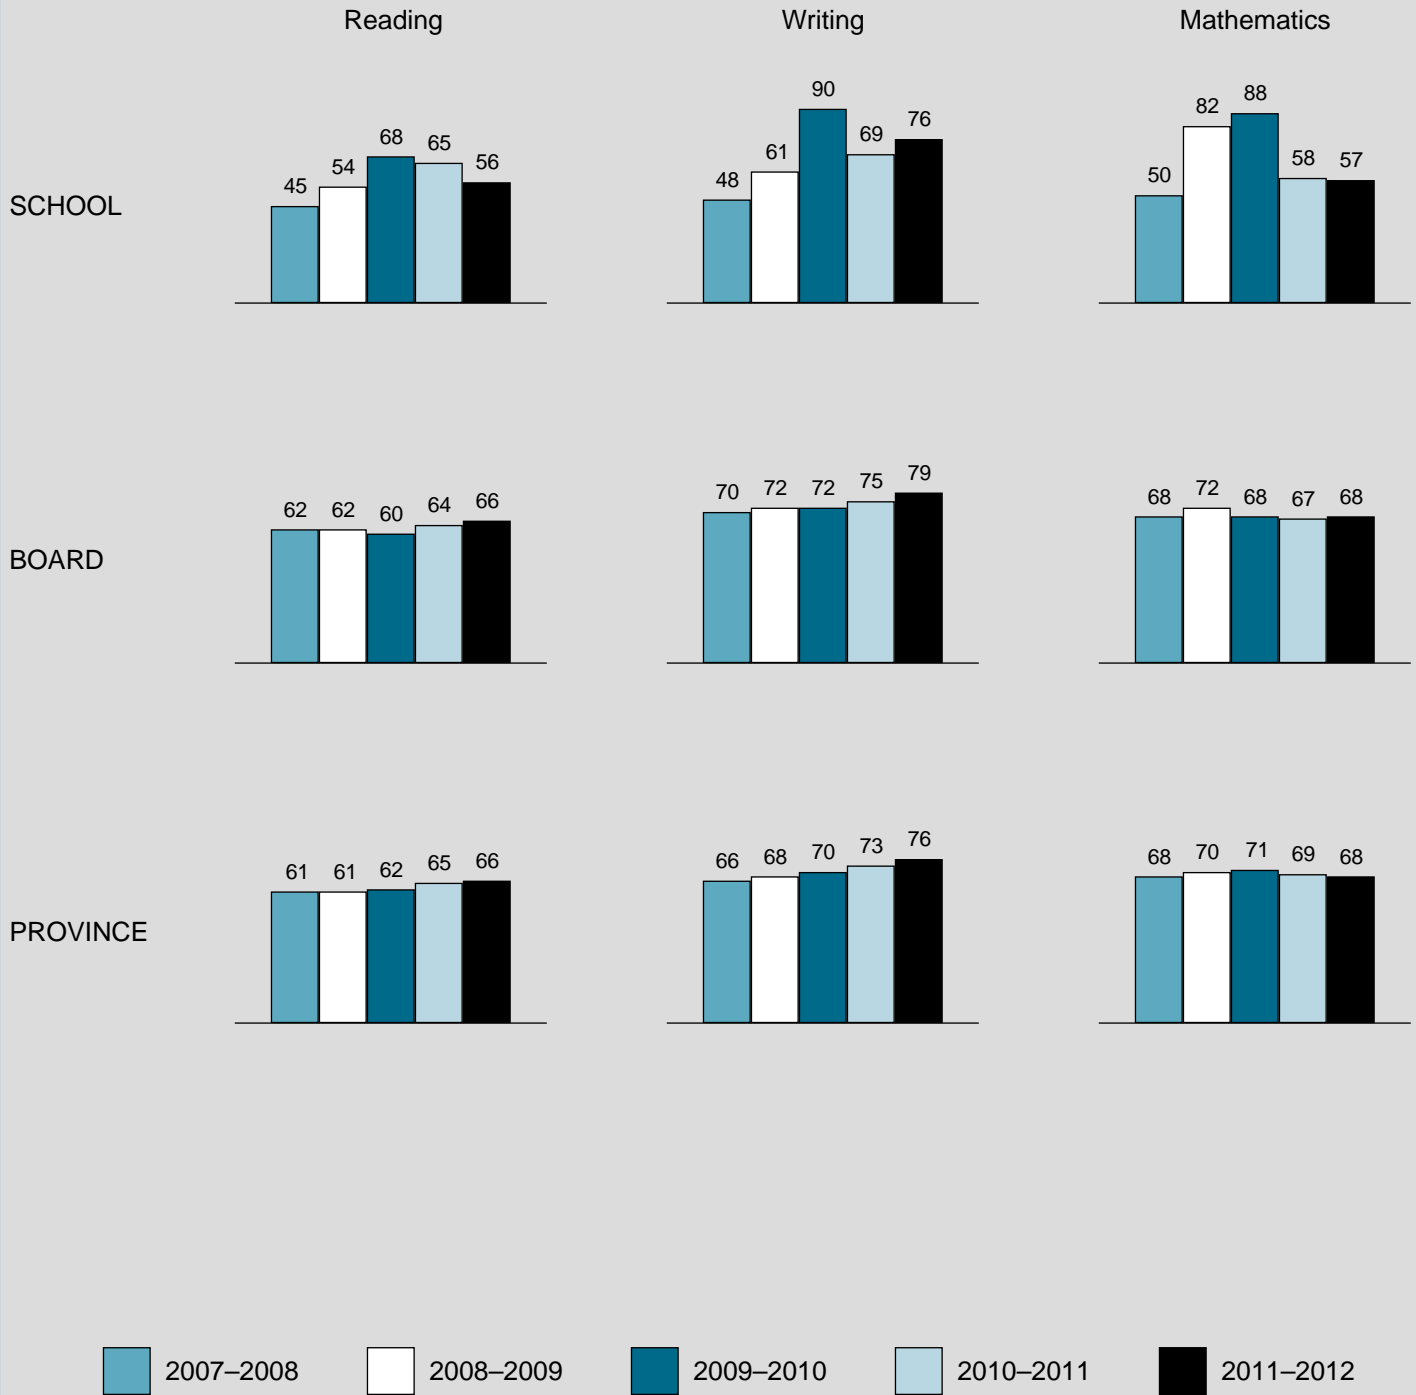 Reading Writing Mathematics
SCHOOL
45 54 68 65 56
48 61 90 69 76
50 82 88 58 57
BOARD
62 62 60 64 66
70 72 72 75 79
68 72 68 67 68
PROVINCE
61 61 62 65 66
66 68 70 73 76
68 70 71 69 68
2007–2008 2008–2009 2009–2010 2010–2011 2011–2012